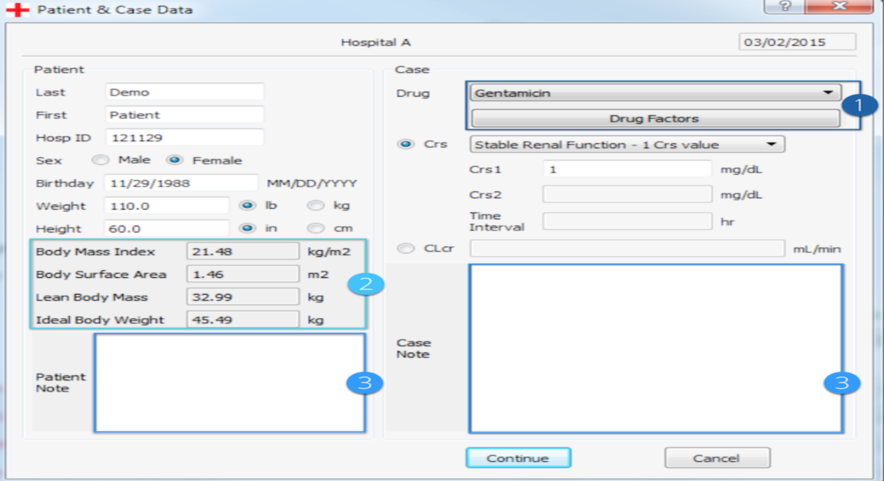 Patient & Case Data
?
Hospital A
03/02/2015
Patient
Last Demo
First Patient
Hosp ID 121129
Sex Male Female
Birthday 11/29/1988 MM/DD/YYYY
Weight 110.0 lb kg
Height 60.0 in cm
Body Mass Index 21.48 kg/m2
Body Surface Area 1.46 m2
Lean Body Mass 32.99 kg
Ideal Body Weight 45.49 kg
2
Patient
Note
3
Case
Drug Gentamicin
Drug Factors
1
Crs Stable Renal Function - 1 Crs value
Crs1 1 mg/dL
Crs2 mg/dL
Time
Interval hr
CLcr mL/min
Case
Note
3
Continue Cancel